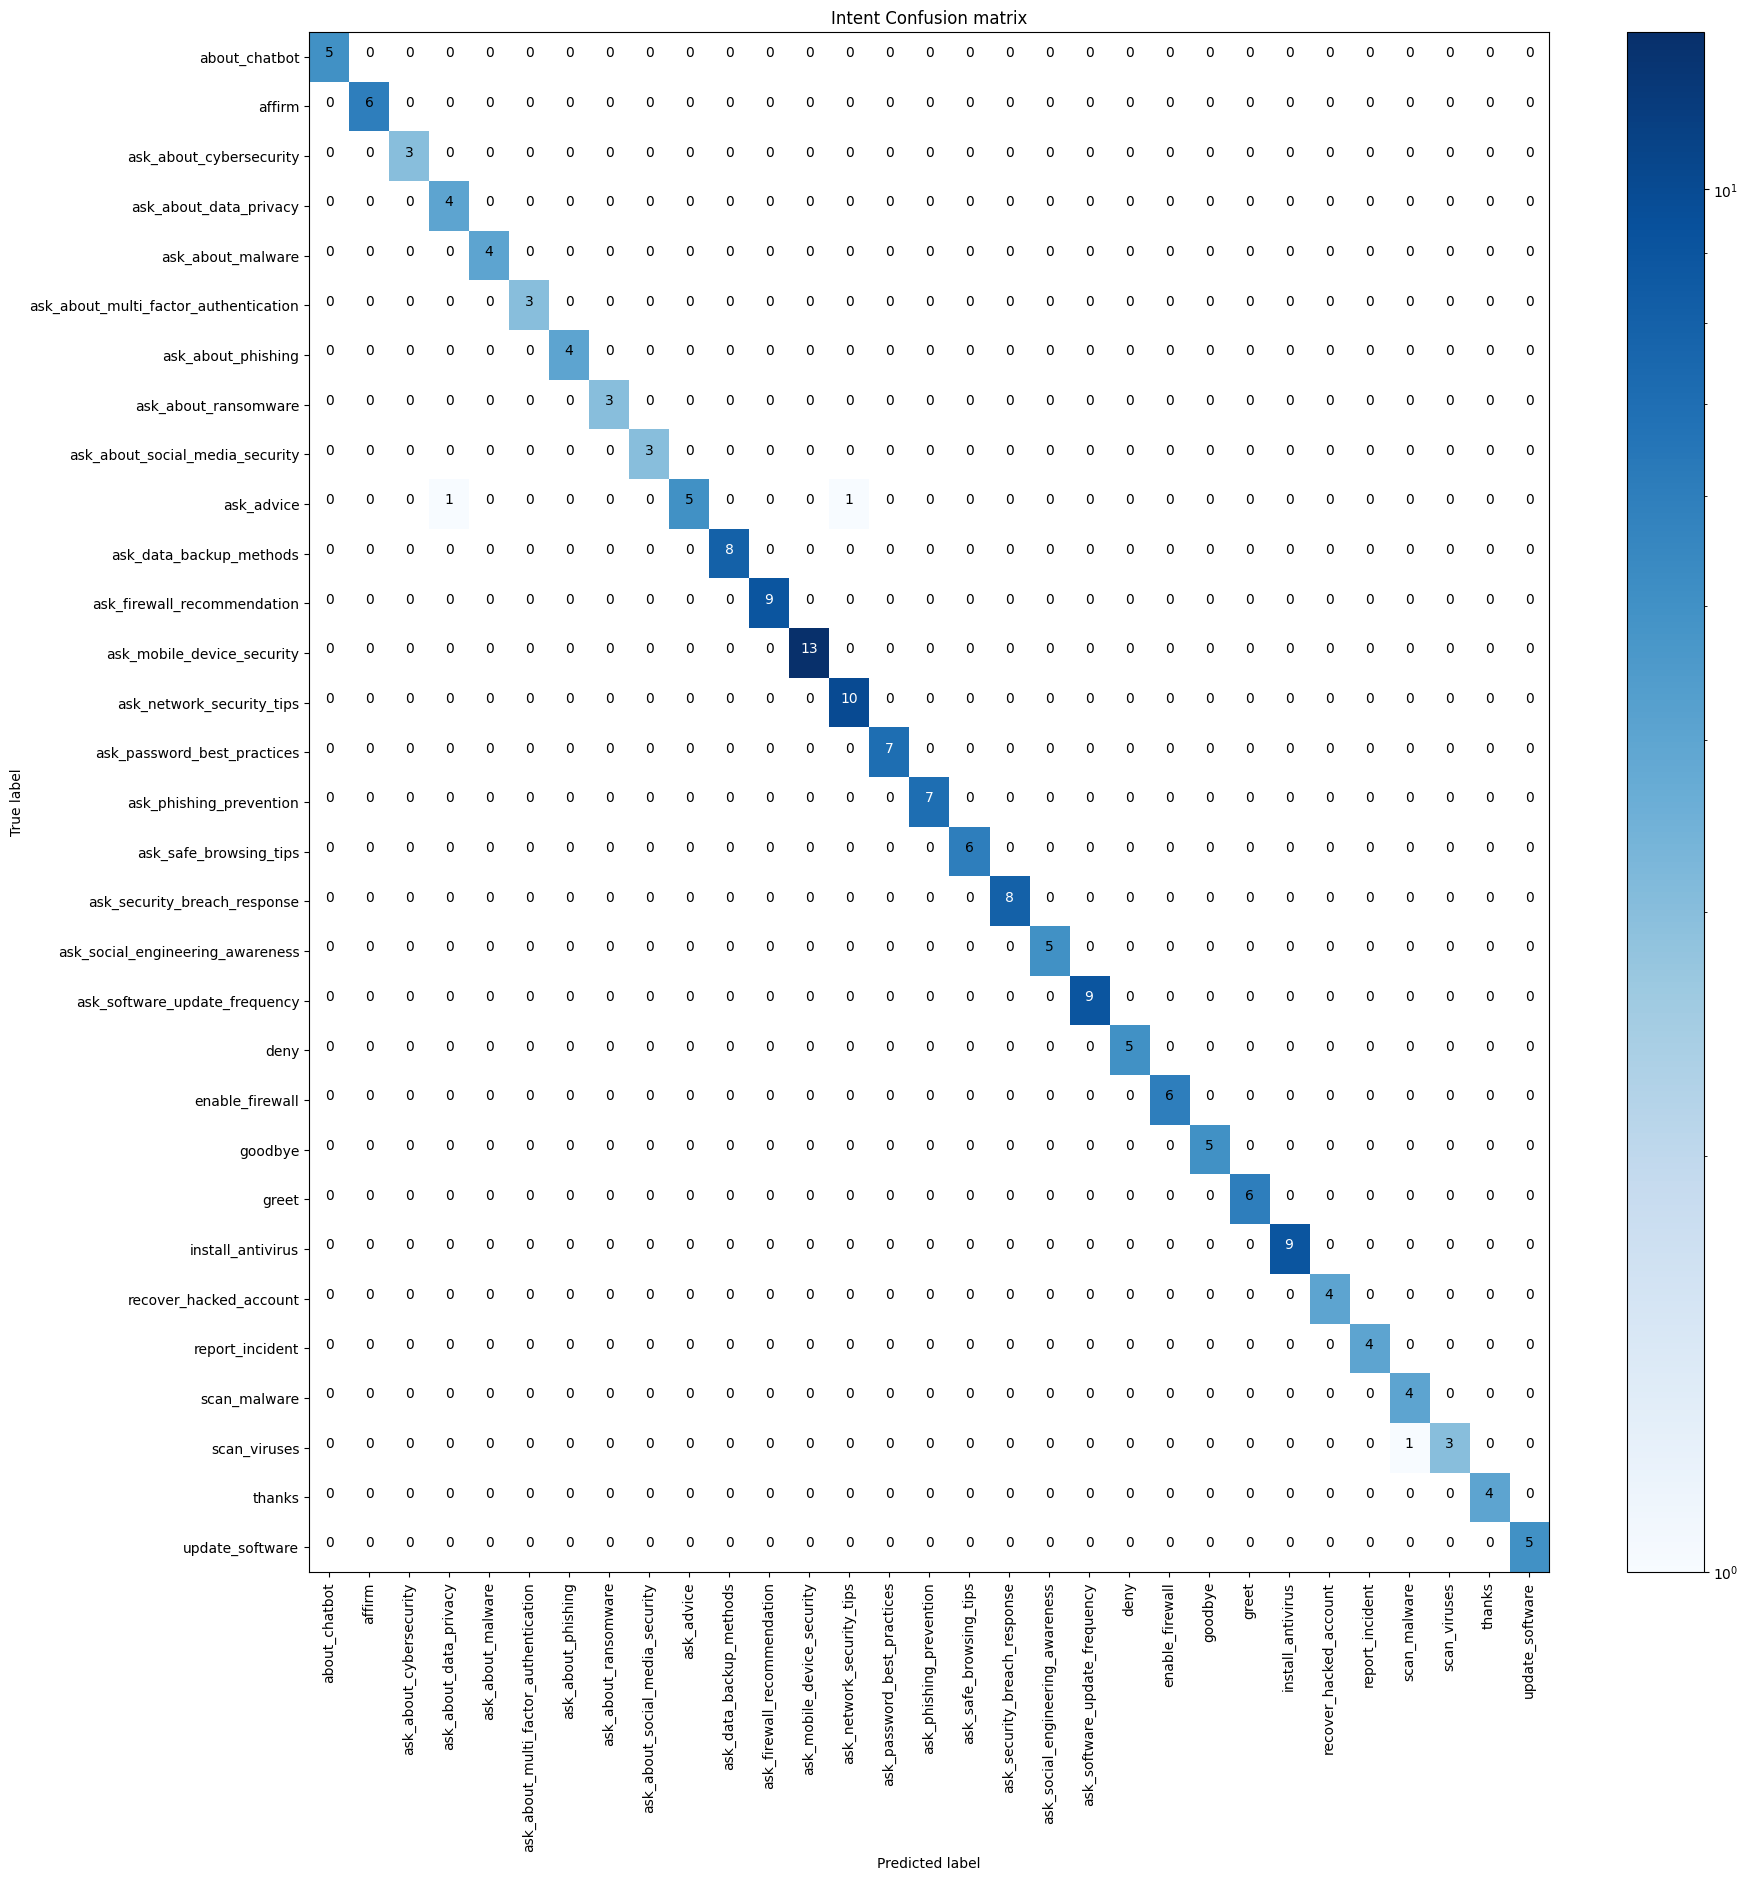 Intent Confusion matrix
about_chatbot 5 0 0 0 0 0 0 0 0 0 0 0 0 0 0 0 0 0 0 0 0 0 0 0 0 0 0 0 0 0 0
affirm 0 6 0 0 0 0 0 0 0 0 0 0 0 0 0 0 0 0 0 0 0 0 0 0 0 0 0 0 0 0 0
ask_about_cybersecurity 0 0 3 0 0 0 0 0 0 0 0 0 0 0 0 0 0 0 0 0 0 0 0 0 0 0 0 0 0 0 0
ask_about_data_privacy 0 0 0 4 0 0 0 0 0 0 0 0 0 0 0 0 0 0 0 0 0 0 0 0 0 0 0 0 0 0 0
ask_about_malware 0 0 0 0 4 0 0 0 0 0 0 0 0 0 0 0 0 0 0 0 0 0 0 0 0 0 0 0 0 0 0
ask_about_multi_factor_authentication 0 0 0 0 0 3 0 0 0 0 0 0 0 0 0 0 0 0 0 0 0 0 0 0 0 0 0 0 0 0 0
ask_about_phishing 0 0 0 0 0 0 4 0 0 0 0 0 0 0 0 0 0 0 0 0 0 0 0 0 0 0 0 0 0 0 0
ask_about_ransomware 0 0 0 0 0 0 0 3 0 0 0 0 0 0 0 0 0 0 0 0 0 0 0 0 0 0 0 0 0 0 0
ask_about_social_media_security 0 0 0 0 0 0 0 0 3 0 0 0 0 0 0 0 0 0 0 0 0 0 0 0 0 0 0 0 0 0 0
ask_advice 0 0 0 1 0 0 0 0 0 5 0 0 0 1 0 0 0 0 0 0 0 0 0 0 0 0 0 0 0 0 0
ask_data_backup_methods 0 0 0 0 0 0 0 0 0 0 8 0 0 0 0 0 0 0 0 0 0 0 0 0 0 0 0 0 0 0 0
ask_firewall_recommendation 0 0 0 0 0 0 0 0 0 0 0 9 0 0 0 0 0 0 0 0 0 0 0 0 0 0 0 0 0 0 0
ask_mobile_device_security 0 0 0 0 0 0 0 0 0 0 0 0 13 0 0 0 0 0 0 0 0 0 0 0 0 0 0 0 0 0 0
ask_network_security_tips 0 0 0 0 0 0 0 0 0 0 0 0 0 10 0 0 0 0 0 0 0 0 0 0 0 0 0 0 0 0 0
ask_password_best_practices 0 0 0 0 0 0 0 0 0 0 0 0 0 0 7 0 0 0 0 0 0 0 0 0 0 0 0 0 0 0 0
ask_phishing_prevention 0 0 0 0 0 0 0 0 0 0 0 0 0 0 0 7 0 0 0 0 0 0 0 0 0 0 0 0 0 0 0
ask_safe_browsing_tips 0 0 0 0 0 0 0 0 0 0 0 0 0 0 0 0 6 0 0 0 0 0 0 0 0 0 0 0 0 0 0
ask_security_breach_response 0 0 0 0 0 0 0 0 0 0 0 0 0 0 0 0 0 8 0 0 0 0 0 0 0 0 0 0 0 0 0
ask_social_engineering_awareness 0 0 0 0 0 0 0 0 0 0 0 0 0 0 0 0 0 0 5 0 0 0 0 0 0 0 0 0 0 0 0
ask_software_update_frequency 0 0 0 0 0 0 0 0 0 0 0 0 0 0 0 0 0 0 0 9 0 0 0 0 0 0 0 0 0 0 0
deny 0 0 0 0 0 0 0 0 0 0 0 0 0 0 0 0 0 0 0 0 5 0 0 0 0 0 0 0 0 0 0
enable_firewall 0 0 0 0 0 0 0 0 0 0 0 0 0 0 0 0 0 0 0 0 0 6 0 0 0 0 0 0 0 0 0
goodbye 0 0 0 0 0 0 0 0 0 0 0 0 0 0 0 0 0 0 0 0 0 0 5 0 0 0 0 0 0 0 0
greet 0 0 0 0 0 0 0 0 0 0 0 0 0 0 0 0 0 0 0 0 0 0 0 6 0 0 0 0 0 0 0
install_antivirus 0 0 0 0 0 0 0 0 0 0 0 0 0 0 0 0 0 0 0 0 0 0 0 0 9 0 0 0 0 0 0
recover_hacked_account 0 0 0 0 0 0 0 0 0 0 0 0 0 0 0 0 0 0 0 0 0 0 0 0 0 4 0 0 0 0 0
report_incident 0 0 0 0 0 0 0 0 0 0 0 0 0 0 0 0 0 0 0 0 0 0 0 0 0 0 4 0 0 0 0
scan_malware 0 0 0 0 0 0 0 0 0 0 0 0 0 0 0 0 0 0 0 0 0 0 0 0 0 0 0 4 0 0 0
scan_viruses 0 0 0 0 0 0 0 0 0 0 0 0 0 0 0 0 0 0 0 0 0 0 0 0 0 0 0 1 3 0 0
thanks 0 0 0 0 0 0 0 0 0 0 0 0 0 0 0 0 0 0 0 0 0 0 0 0 0 0 0 0 0 4 0
update_software 0 0 0 0 0 0 0 0 0 0 0 0 0 0 0 0 0 0 0 0 0 0 0 0 0 0 0 0 0 0 5
True label
about_chatbot
affirm
ask_about_cybersecurity
ask_about_data_privacy
ask_about_malware
ask_about_multi_factor_authentication
ask_about_phishing
ask_about_ransomware
ask_about_social_media_security
ask_advice
ask_data_backup_methods
ask_firewall_recommendation
ask_mobile_device_security
ask_network_security_tips
ask_password_best_practices
ask_phishing_prevention
ask_safe_browsing_tips
ask_security_breach_response
ask_social_engineering_awareness
ask_software_update_frequency
deny
enable_firewall
goodbye
greet
install_antivirus
recover_hacked_account
report_incident
scan_malware
scan_viruses
thanks
update_software
Predicted label
10¹
10⁰